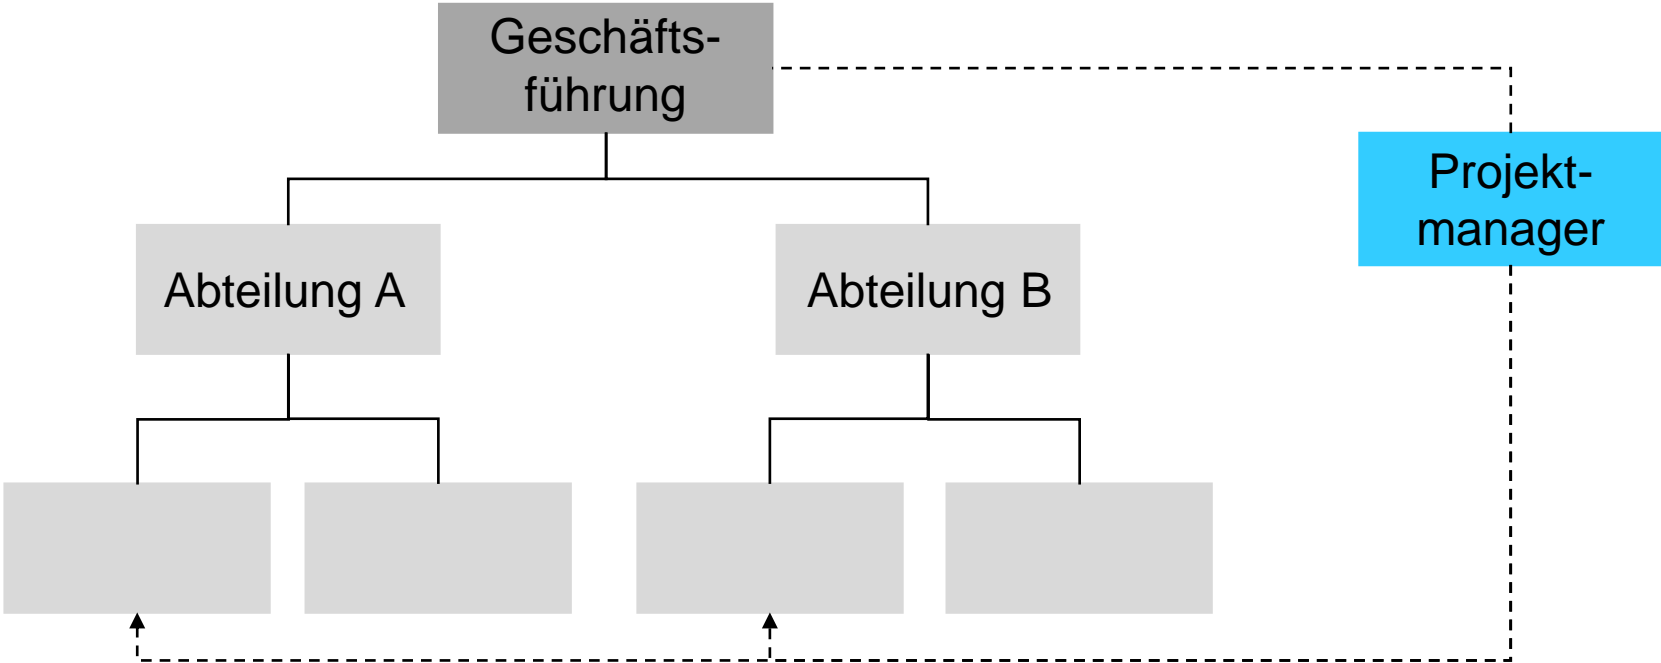 Geschäfts-
führung
Projekt-
manager
Abteilung A
Abteilung B